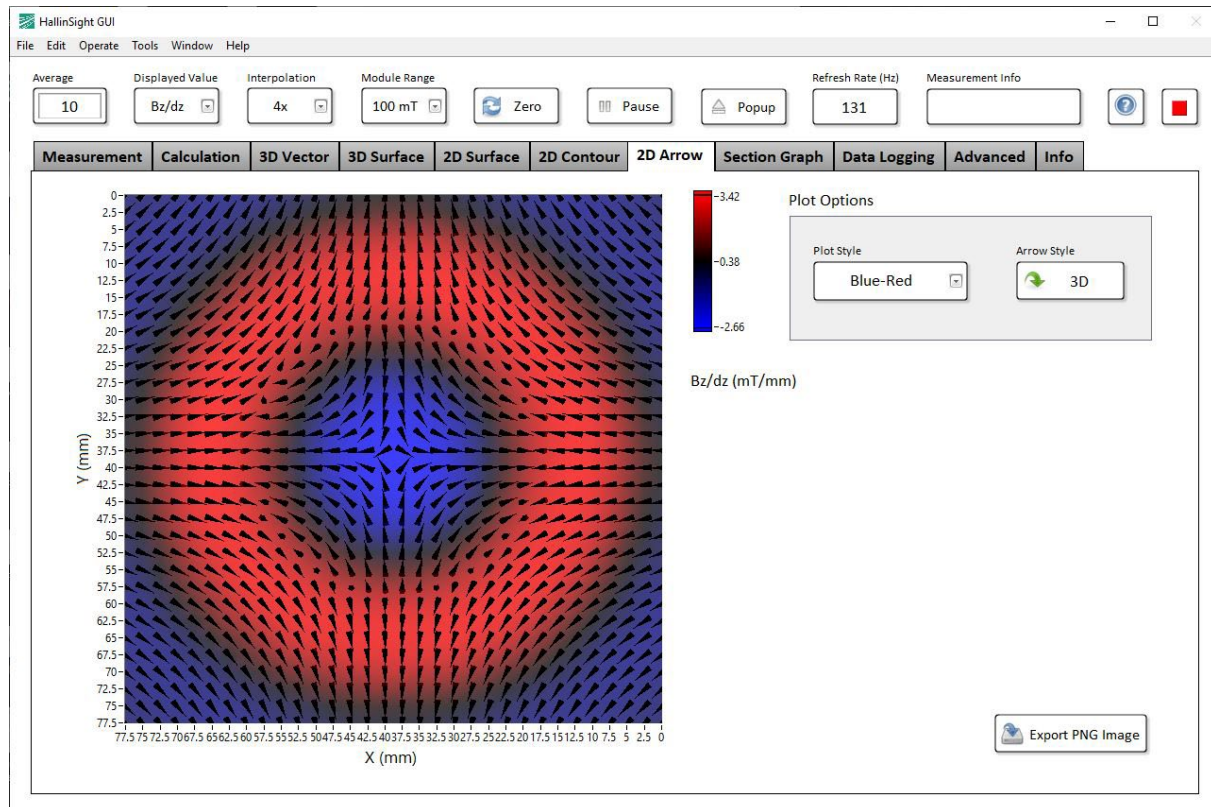 HallinSight GUI
File Edit Operate Tools Window Help
Average Displayed Value Interpolation Module Range Refresh Rate (Hz) Measurement Info
10 Bz/dz 4x 100 mT Zero Pause Popup 131
Measurement Calculation 3D Vector 3D Surface 2D Surface 2D Contour 2D Arrow Section Graph Data Logging Advanced Info
Plot Options
Plot Style Arrow Style
Blue-Red 3D
3.42
-0.38
-2.66
Bz/dz (mT/mm)
0
2.5
5
7.5
10
12.5
15
17.5
20
22.5
25
27.5
30
32.5
35
37.5
40
42.5
45
47.5
50
52.5
55
57.5
60
62.5
65
67.5
70
72.5
75
77.5
Y (mm)
77.5 75 72.5 70 67.5 65 62.5 60 57.5 55 52.5 50 47.5 45 42.5 40 37.5 35 32.5 30 27.5 25 22.5 20 17.5 15 12.5 10 7.5 5 2.5 0
X (mm)
Export PNG Image